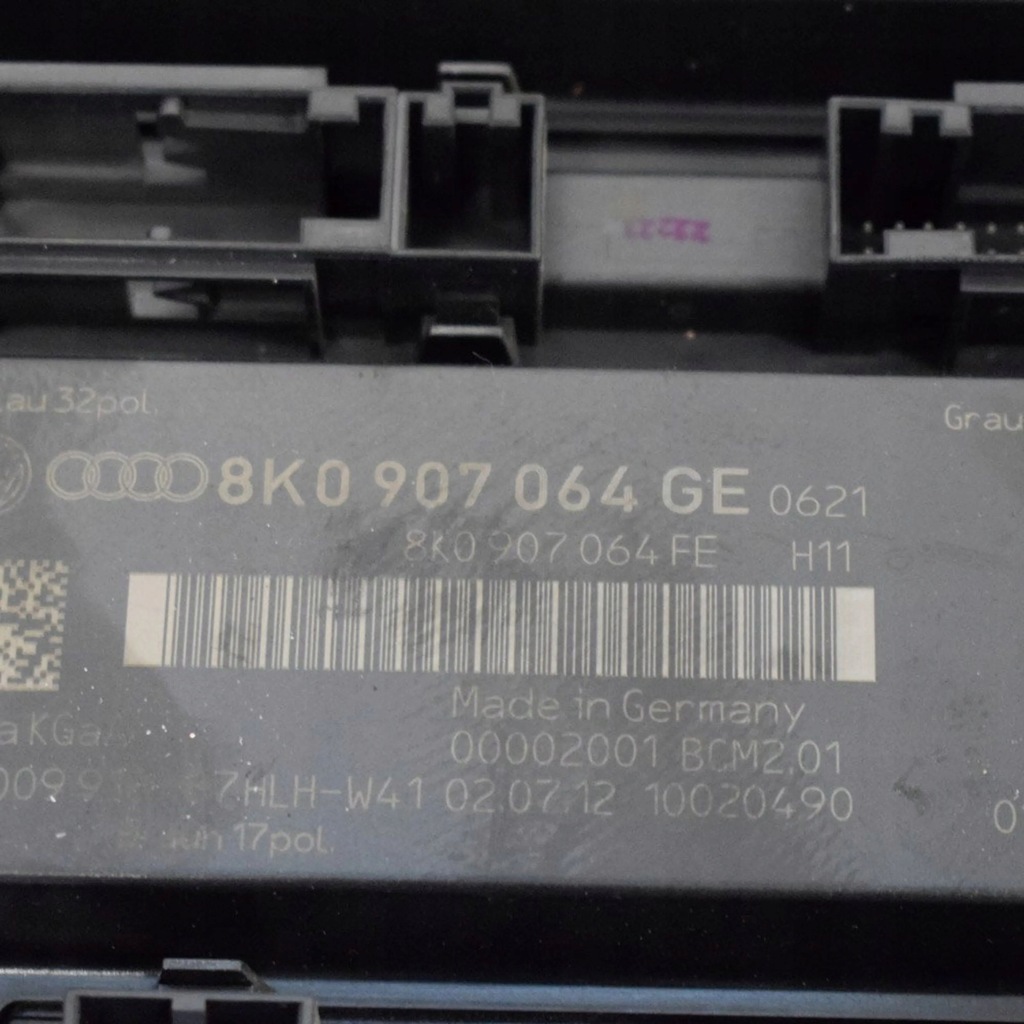 32pol.
Grau
8K0 907 064 GE 0621
8K0 907 064 FE H11
Made in Germany
00002001 BCM2.01
7HLH-W41 02.07.12 10020490
17pol.